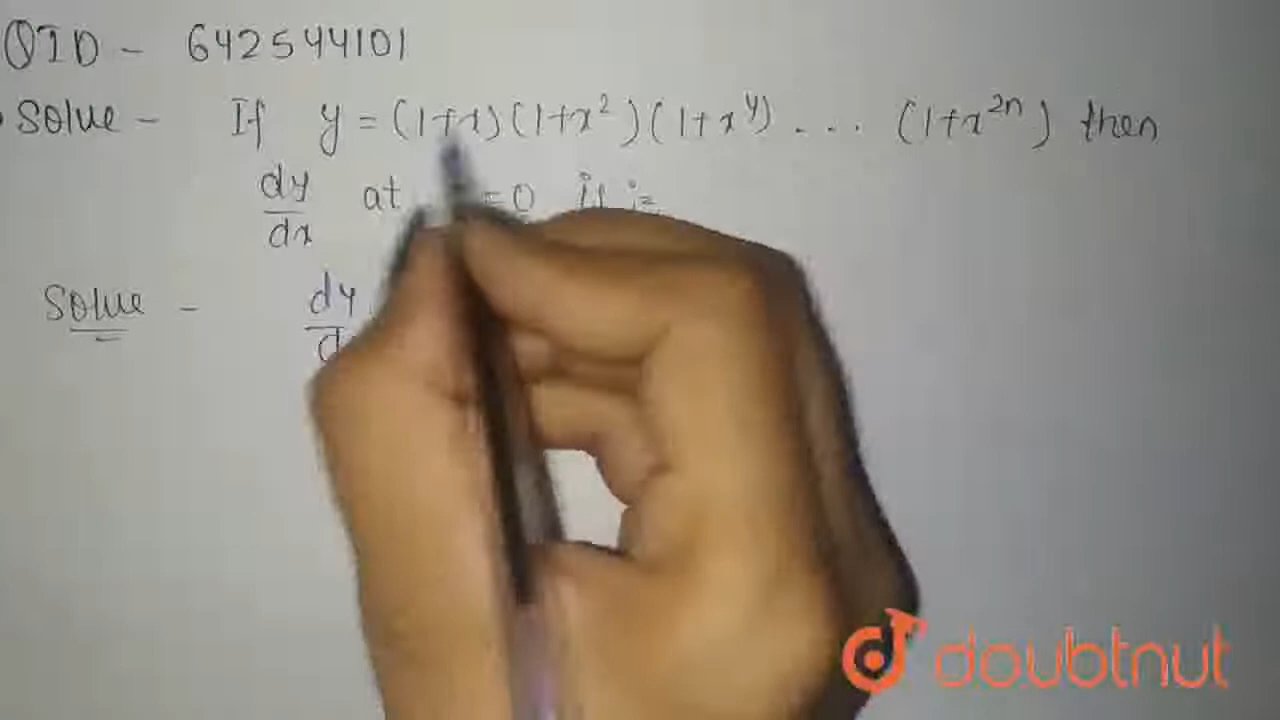 QID - 642544101
Solve - If y = (1+x)(1+x²)(1+x⁴) .... (1+x²ⁿ) then
dy/dx at =0 is
Solve - dy
doubtnut